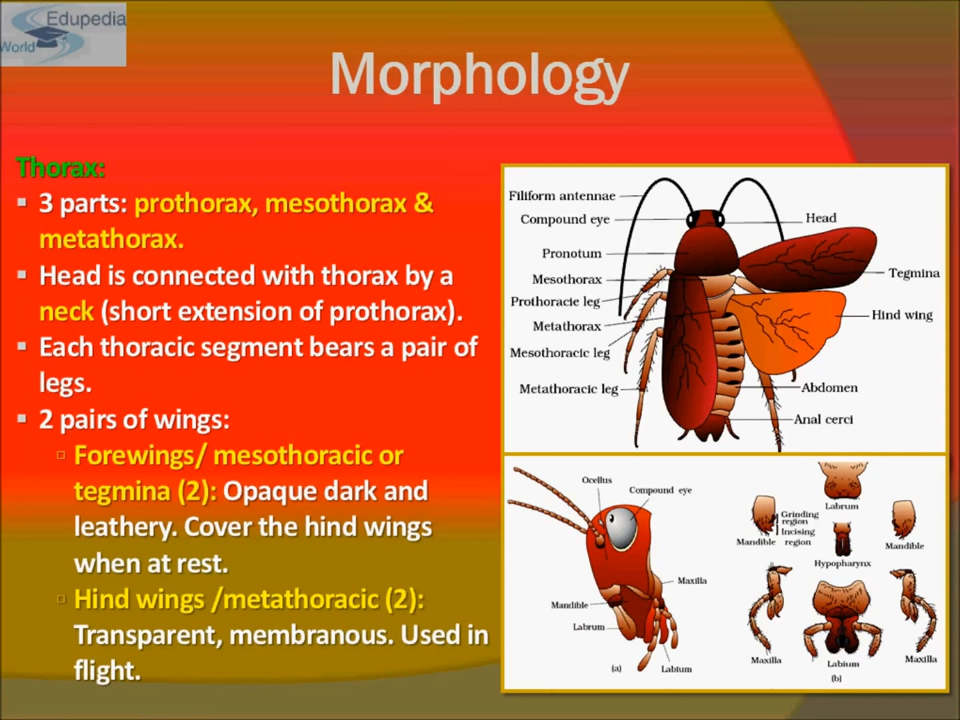 Edupedia
World
Morphology
Thorax:
▪ 3 parts: prothorax, mesothorax &
metathorax.
▪ Head is connected with thorax by a
neck (short extension of prothorax).
▪ Each thoracic segment bears a pair of
legs.
▪ 2 pairs of wings:
▫ Forewings/ mesothoracic or
tegmina (2): Opaque dark and
leathery. Cover the hind wings
when at rest.
▫ Hind wings /metathoracic (2):
Transparent, membranous. Used in
flight.
Filiform antennae
Compound eye
Pronotum
Mesothorax
Prothoracie leg
Metathorax
Mesothoracic leg
Metathoracic leg
Head
Tegmina
Hind wing
Abdomen
Anal cerci
Ocellus
Compound eye
Maxilla
Mandible
Labrum
Labium
(a)
Labrum
Grinding
region
Incising
region
Mandible
Mandible
Hypopharynx
Maxilla
Labium
Maxilla
(b)